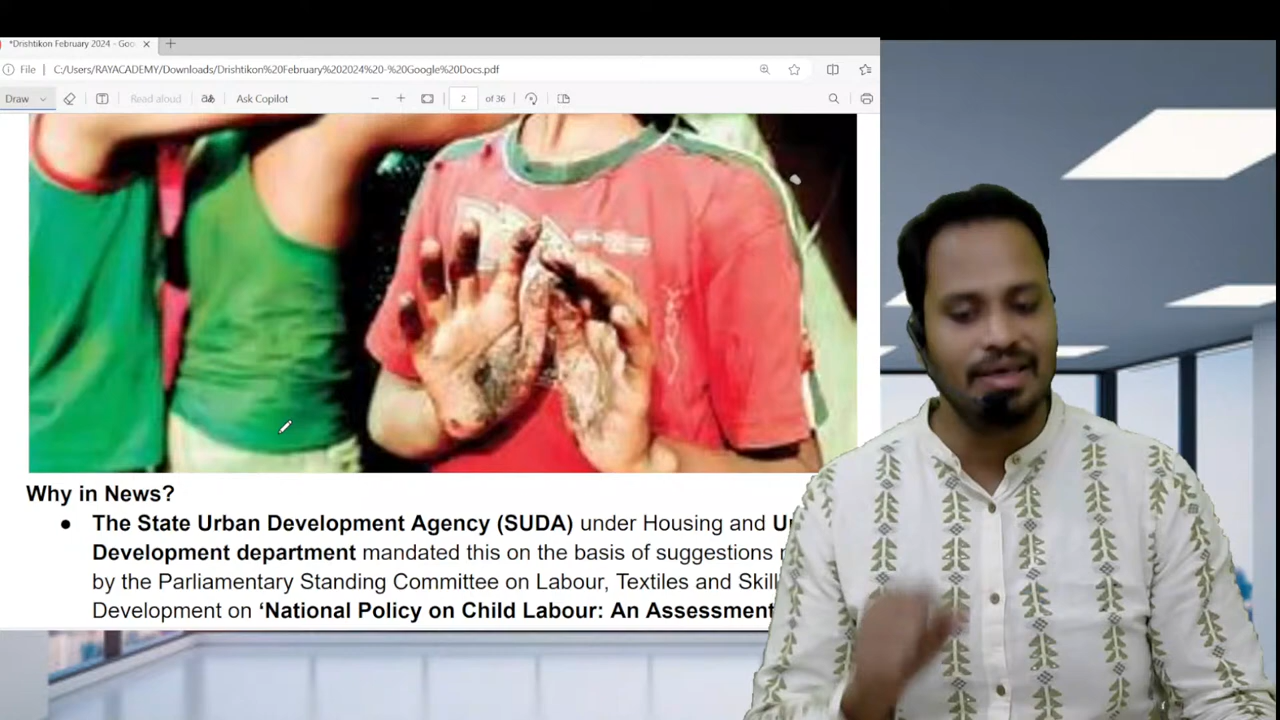 *Drishtikon February 2024 - Goo
File C:/Users/RAYACADEMY/Downloads/Drishtikon%20February%202024%20-%20Google%20Docs.pdf
Draw Read aloud Ask Copilot 2 of 36
Why in News?
● The State Urban Development Agency (SUDA) under Housing and
Development department mandated this on the basis of suggestions
by the Parliamentary Standing Committee on Labour, Textiles and Skill
Development on ‘National Policy on Child Labour: An Assessment